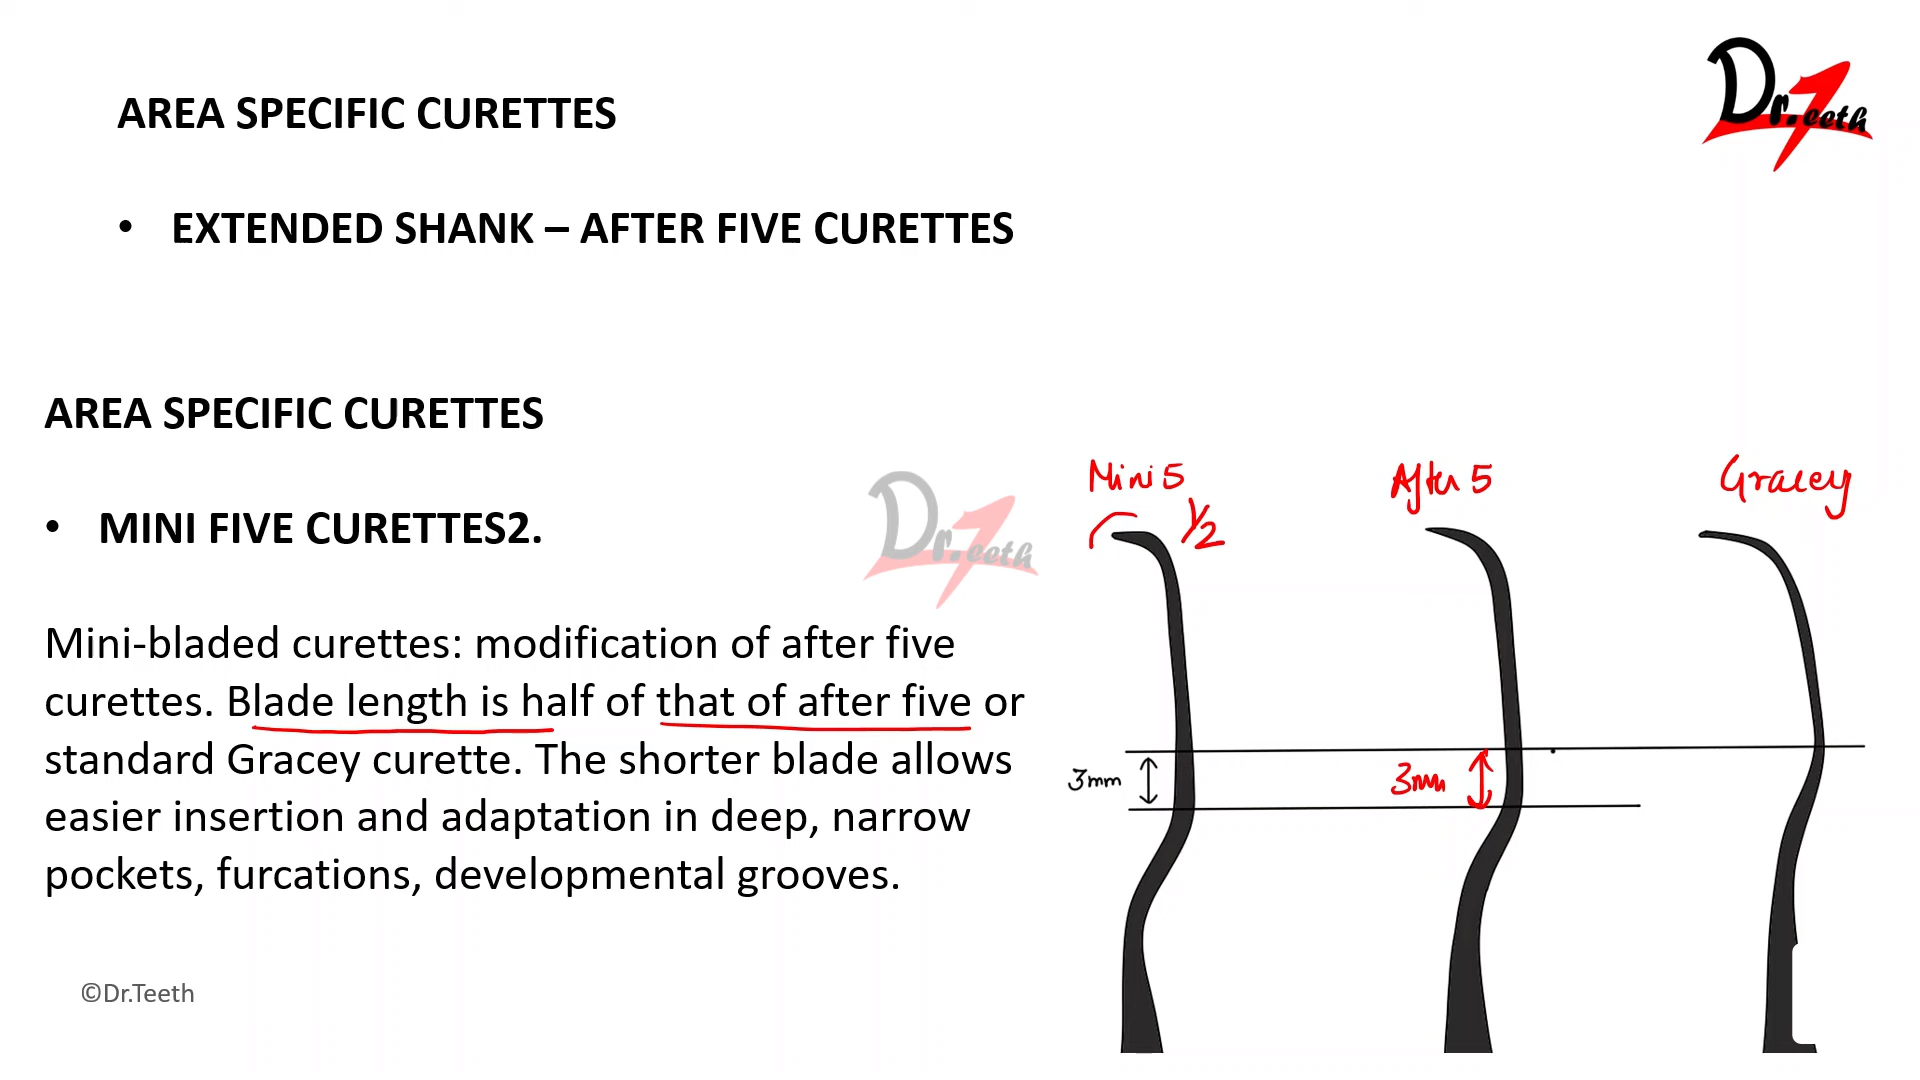 AREA SPECIFIC CURETTES
Dr.Teeth
• EXTENDED SHANK – AFTER FIVE CURETTES
AREA SPECIFIC CURETTES
• MINI FIVE CURETTES2.
Mini-bladed curettes: modification of after five
curettes. Blade length is half of that of after five or
standard Gracey curette. The shorter blade allows
easier insertion and adaptation in deep, narrow
pockets, furcations, developmental grooves.
Dr.Teeth
Mini 5
1/2
After 5
Gracey
3mm
3mm
©Dr.Teeth